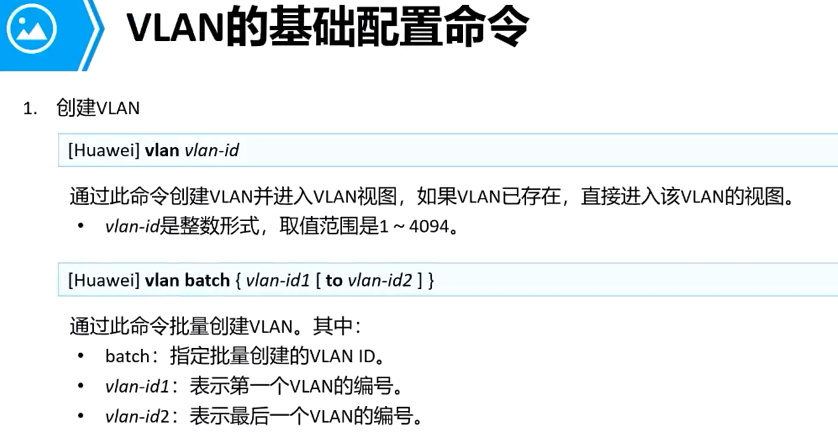 VLAN的基础配置命令
1. 创建VLAN
[Huawei] vlan vlan-id
通过此命令创建VLAN并进入VLAN视图，如果VLAN已存在，直接进入该VLAN的视图。
• vlan-id是整数形式，取值范围是1～4094。
[Huawei] vlan batch { vlan-id1 [ to vlan-id2 ] }
通过此命令批量创建VLAN。其中：
• batch：指定批量创建的VLAN ID。
• vlan-id1：表示第一个VLAN的编号。
• vlan-id2：表示最后一个VLAN的编号。